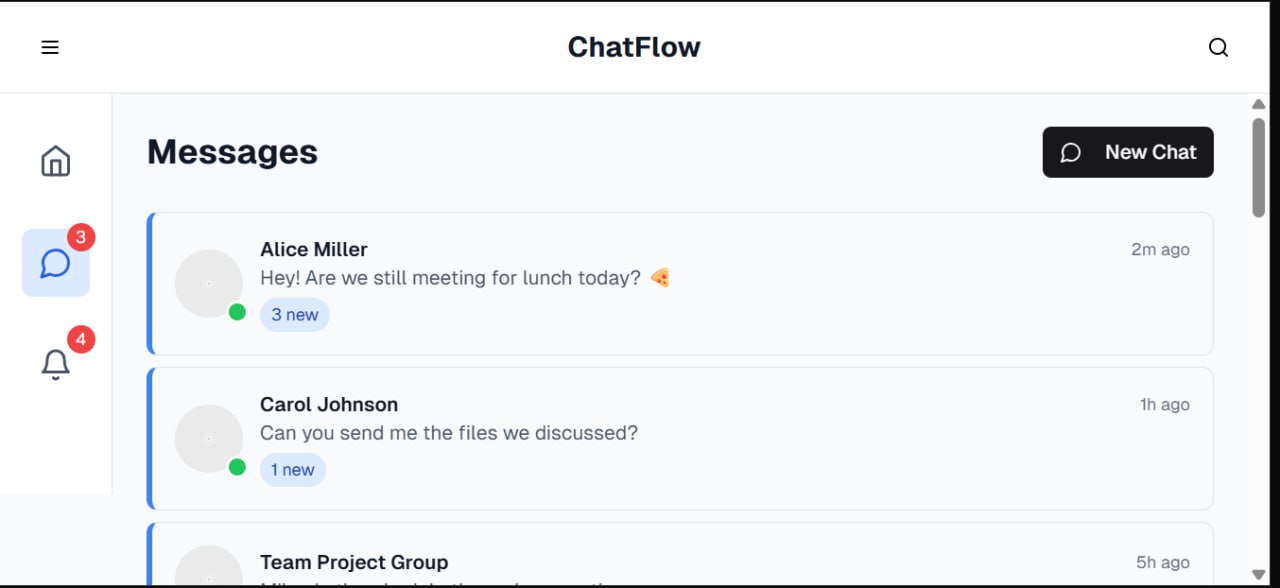 ChatFlow
Messages
New Chat
3
4
Alice Miller
2m ago
Hey! Are we still meeting for lunch today? 🍕
3 new
Carol Johnson
1h ago
Can you send me the files we discussed?
1 new
Team Project Group
5h ago